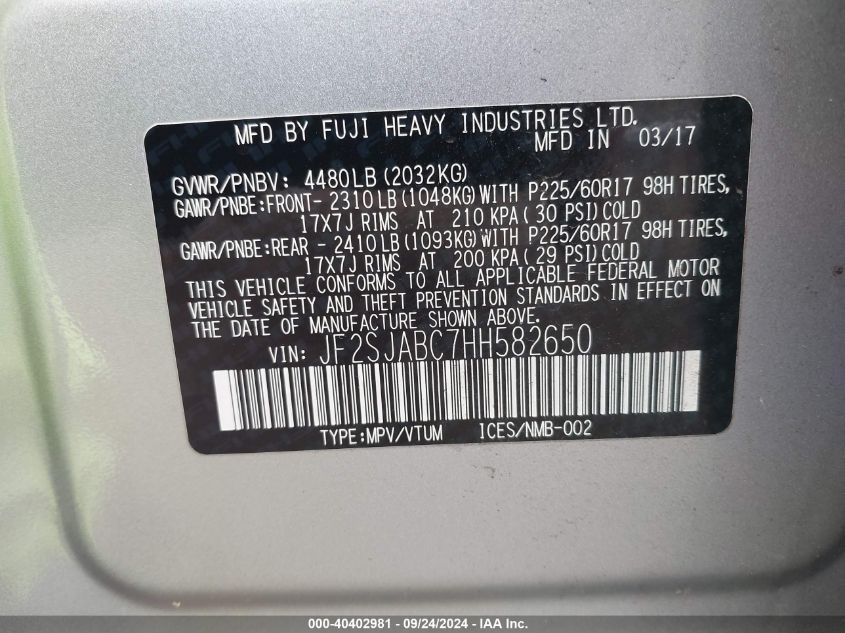 MFD BY FUJI HEAVY INDUSTRIES LTD.
MFD IN 03/17
GVWR/PNBV: 4480LB(2032KG)
GAWR/PNBE:FRONT- 2310LB(1048KG)WITH P225/60R17 98H TIRES,
17X7J RIMS AT 210 KPA( 30 PSI)COLD
GAWR/PNBE:REAR - 2410LB(1093KG)WITH P225/60R17 98H TIRES,
17X7J RIMS AT 200 KPA( 29 PSI)COLD
THIS VEHICLE CONFORMS TO ALL APPLICABLE FEDERAL MOTOR
VEHICLE SAFETY AND THEFT PREVENTION STANDARDS IN EFFECT ON
THE DATE OF MANUFACTURE SHOWN ABOVE.
VIN: JF2SJABC7HH582650
TYPE:MPV/VTUM ICES/NMB-002
000-40402981 - 09/24/2024 - IAA Inc.